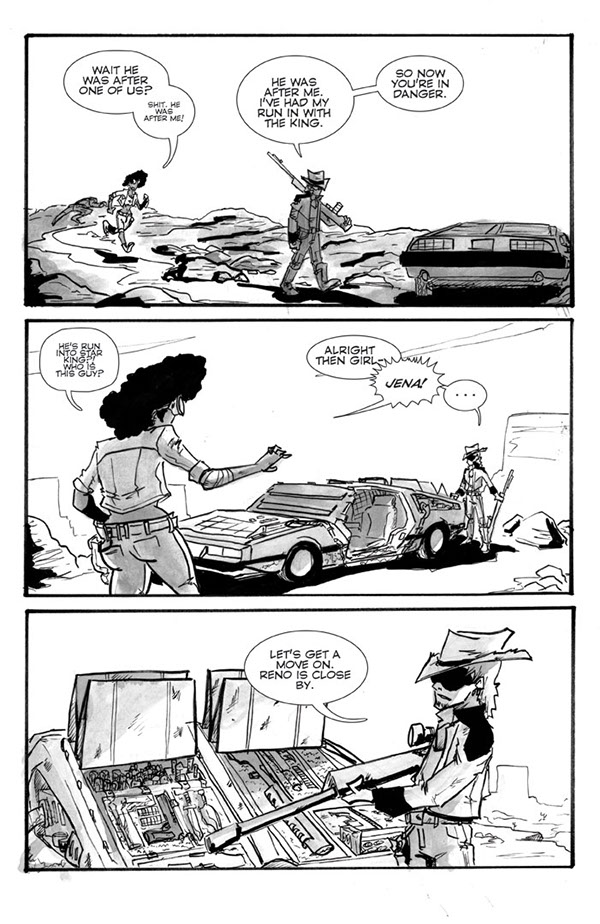 WAIT HE
WAS AFTER
ONE OF US?
SHIT. HE
WAS
AFTER ME!
HE WAS
AFTER ME.
I'VE HAD MY
RUN IN WITH
THE KING.
SO NOW
YOU'RE IN
DANGER.
HE'S RUN
INTO STAR
KING?!
WHO IS
THIS GUY?
ALRIGHT
THEN GIRL-
JENA!
...
LET'S GET A
MOVE ON.
RENO IS CLOSE
BY.